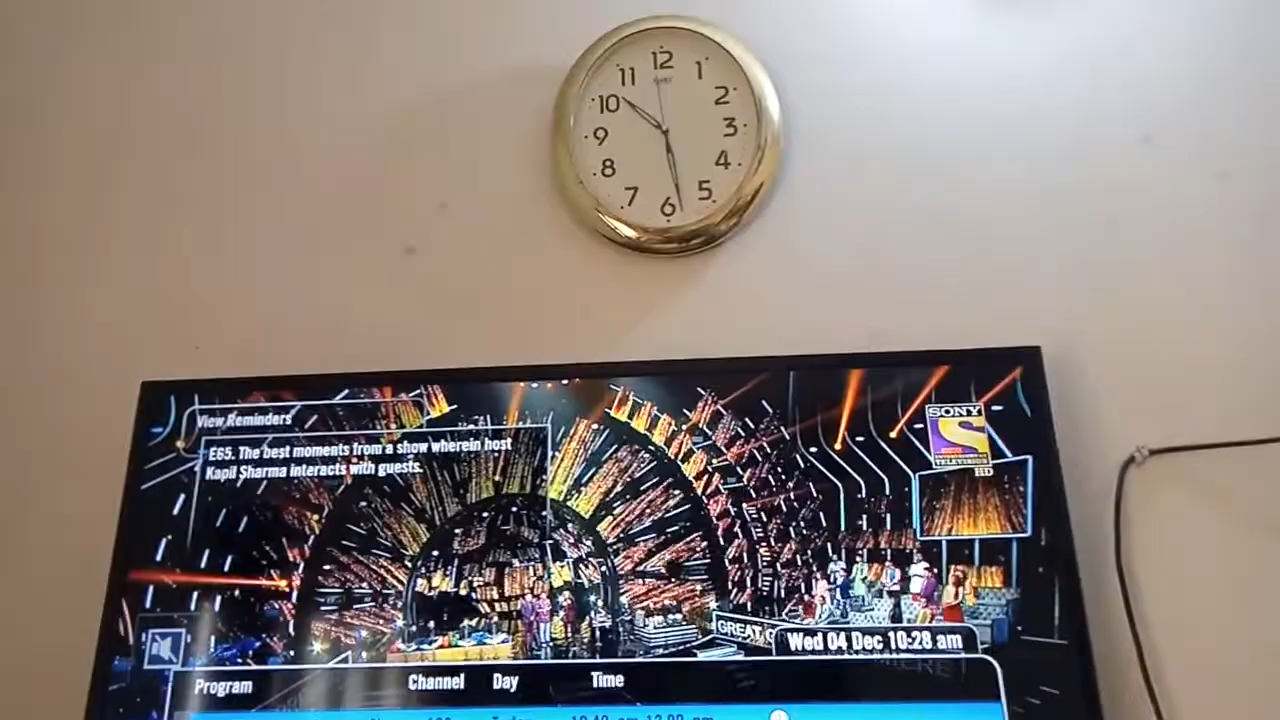 12
11
1
10
2
9
3
8
4
7
5
6
View Reminders
E65. The best moments from a show wherein host
Kapil Sharma interacts with guests.
SONY
S
TELEVISION
HD
GREAT
Wed 04 Dec 10:28 am
Program Channel Day Time